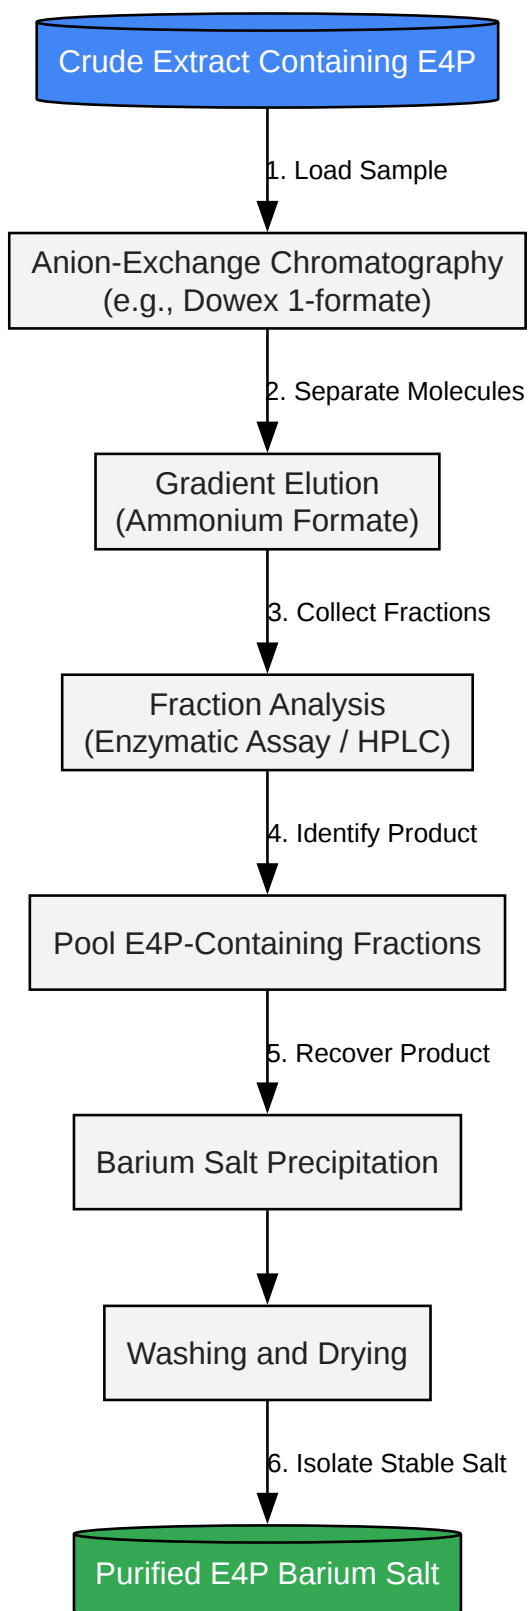 Crude Extract Containing E4P
1. Load Sample
Anion-Exchange Chromatography
(e.g., Dowex 1-formate)
2. Separate Molecules
Gradient Elution
(Ammonium Formate)
3. Collect Fractions
Fraction Analysis
(Enzymatic Assay / HPLC)
4. Identify Product
Pool E4P-Containing Fractions
5. Recover Product
Barium Salt Precipitation
Washing and Drying
6. Isolate Stable Salt
Purified E4P Barium Salt